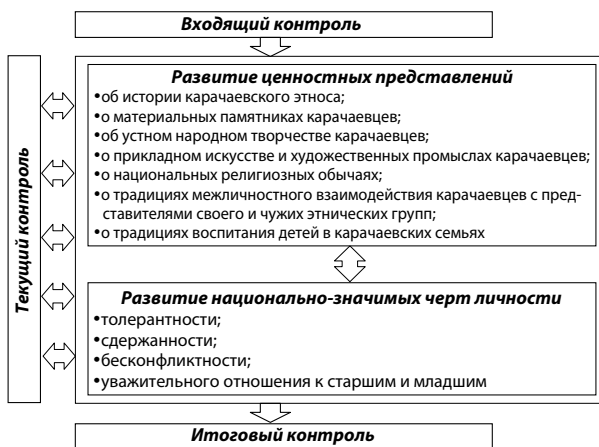 Входящий контроль
Текущий контроль
Развитие ценностных представлений
•об истории карачаевского этноса;
•о материальных памятниках карачаевцев;
•об устном народном творчестве карачаевцев;
•о прикладном искусстве и художественных промыслах карачаевцев;
•о национальных религиозных обычаях;
•о традициях межличностного взаимодействия карачаевцев с пред-
ставителями своего и чужих этнических групп;
•о традициях воспитания детей в карачаевских семьях
Развитие национально-значимых черт личности
•толерантности;
•сдержанности;
•бесконфликтности;
•уважительного отношения к старшим и младшим
Итоговый контроль